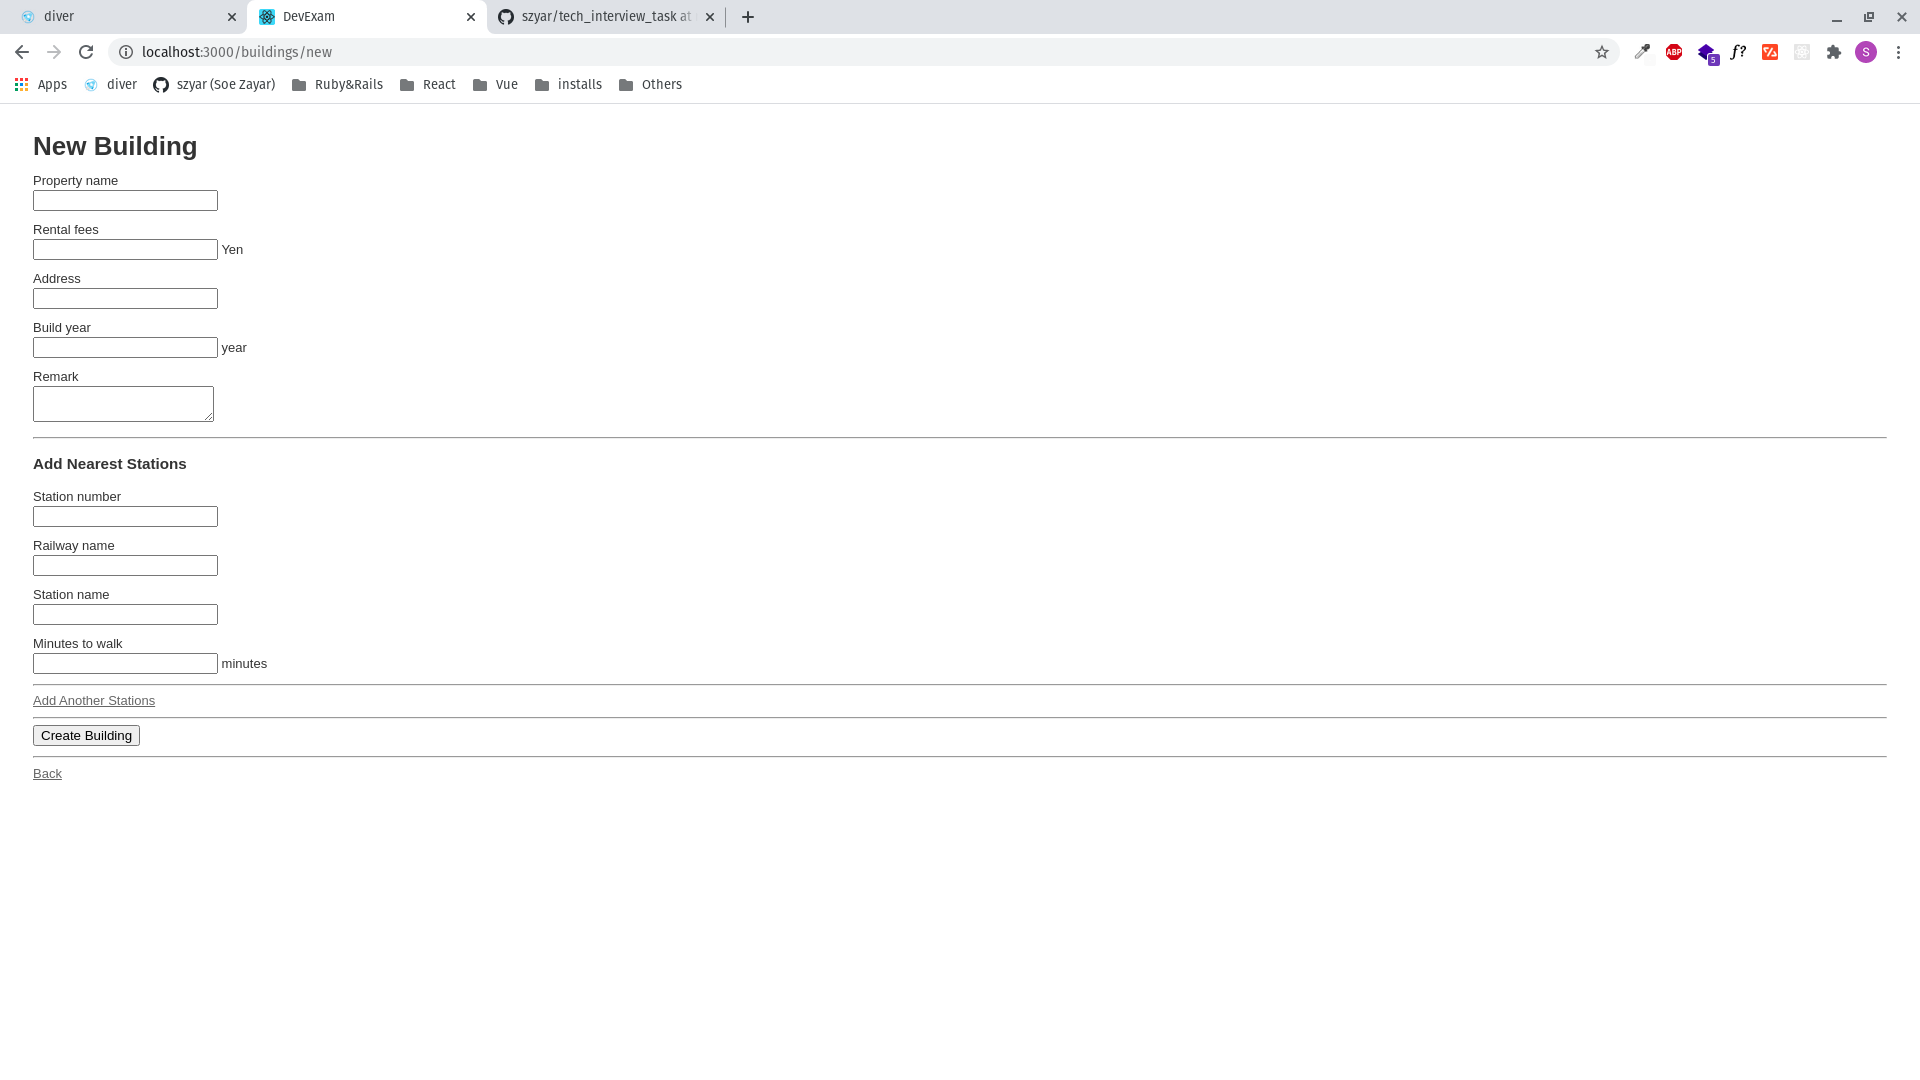 diver
DevExam
szyar/tech_interview_task at
localhost:3000/buildings/new
ABP
5
f?
S
Apps
diver
szyar (Soe Zayar)
Ruby&Rails
React
Vue
installs
Others
New Building
Property name
Rental fees
Yen
Address
Build year
year
Remark
Add Nearest Stations
Station number
Railway name
Station name
Minutes to walk
minutes
Add Another Stations
Create Building
Back